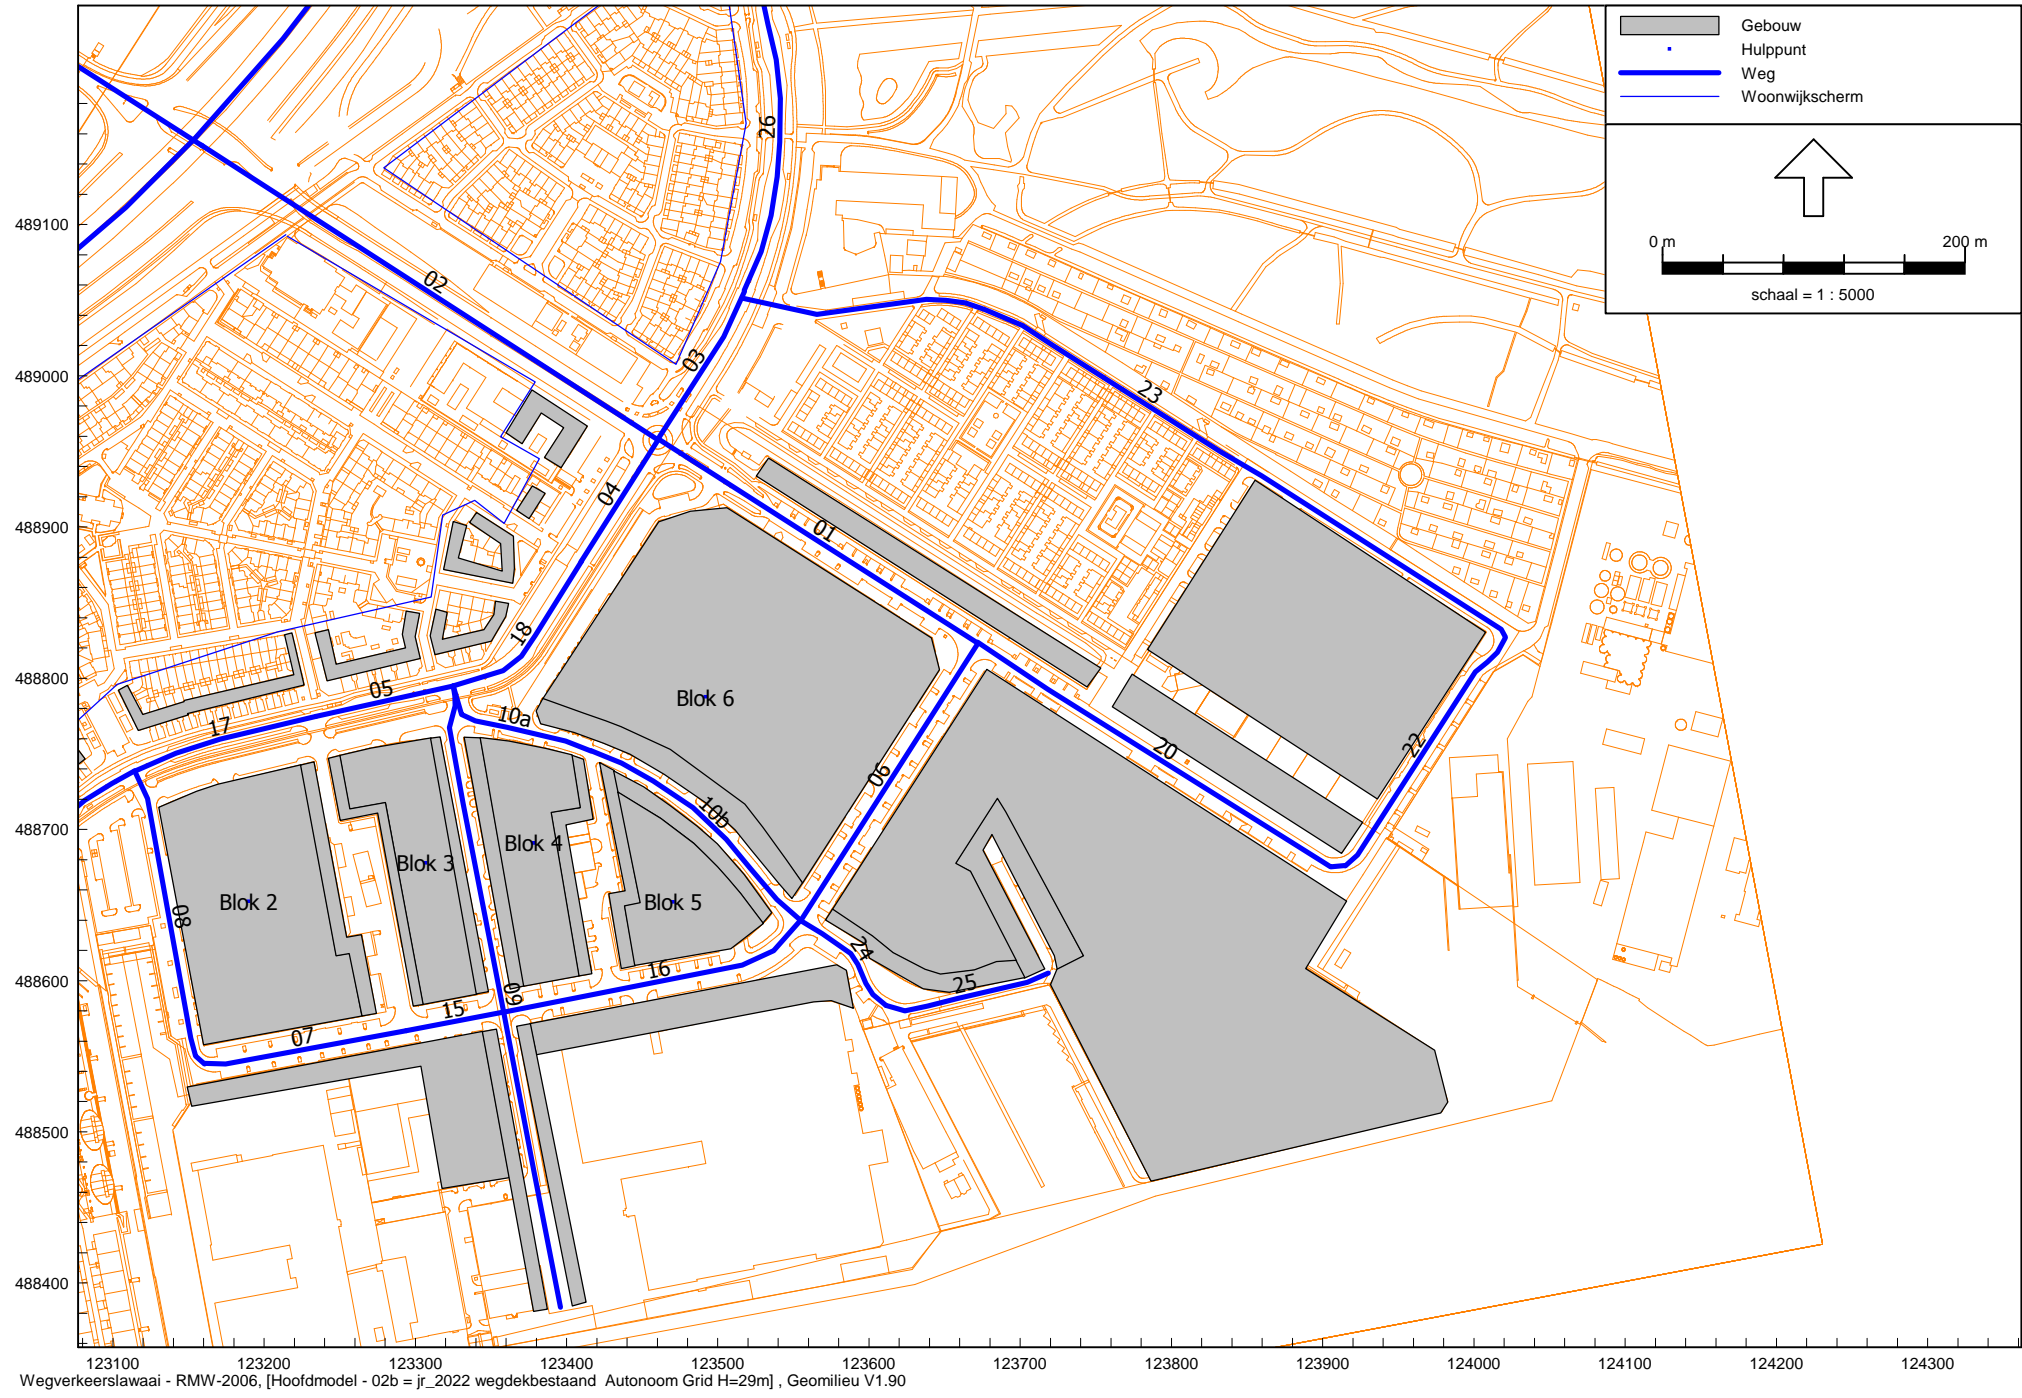 Gebouw
Hulppunt
Weg
Woonwijkscherm
0 m
200 m
schaal = 1 : 5000
26
489100
02
03
489000
23
04
488900
01
18
488800
05
17
10a
Blok 6
20
22
06
10b
488700
Blok 4
Blok 3
Blok 2
Blok 5
08
24
16
25
488600
09
15
07
488500
488400
123100
123200
123300
123400
123500
123600
123700
123800
123900
124000
124100
124200
124300
Wegverkeerslawaai - RMW-2006, [Hoofdmodel - 02b = jr_2022 wegdekbestaand Autonoom Grid H=29m] , Geomilieu V1.90